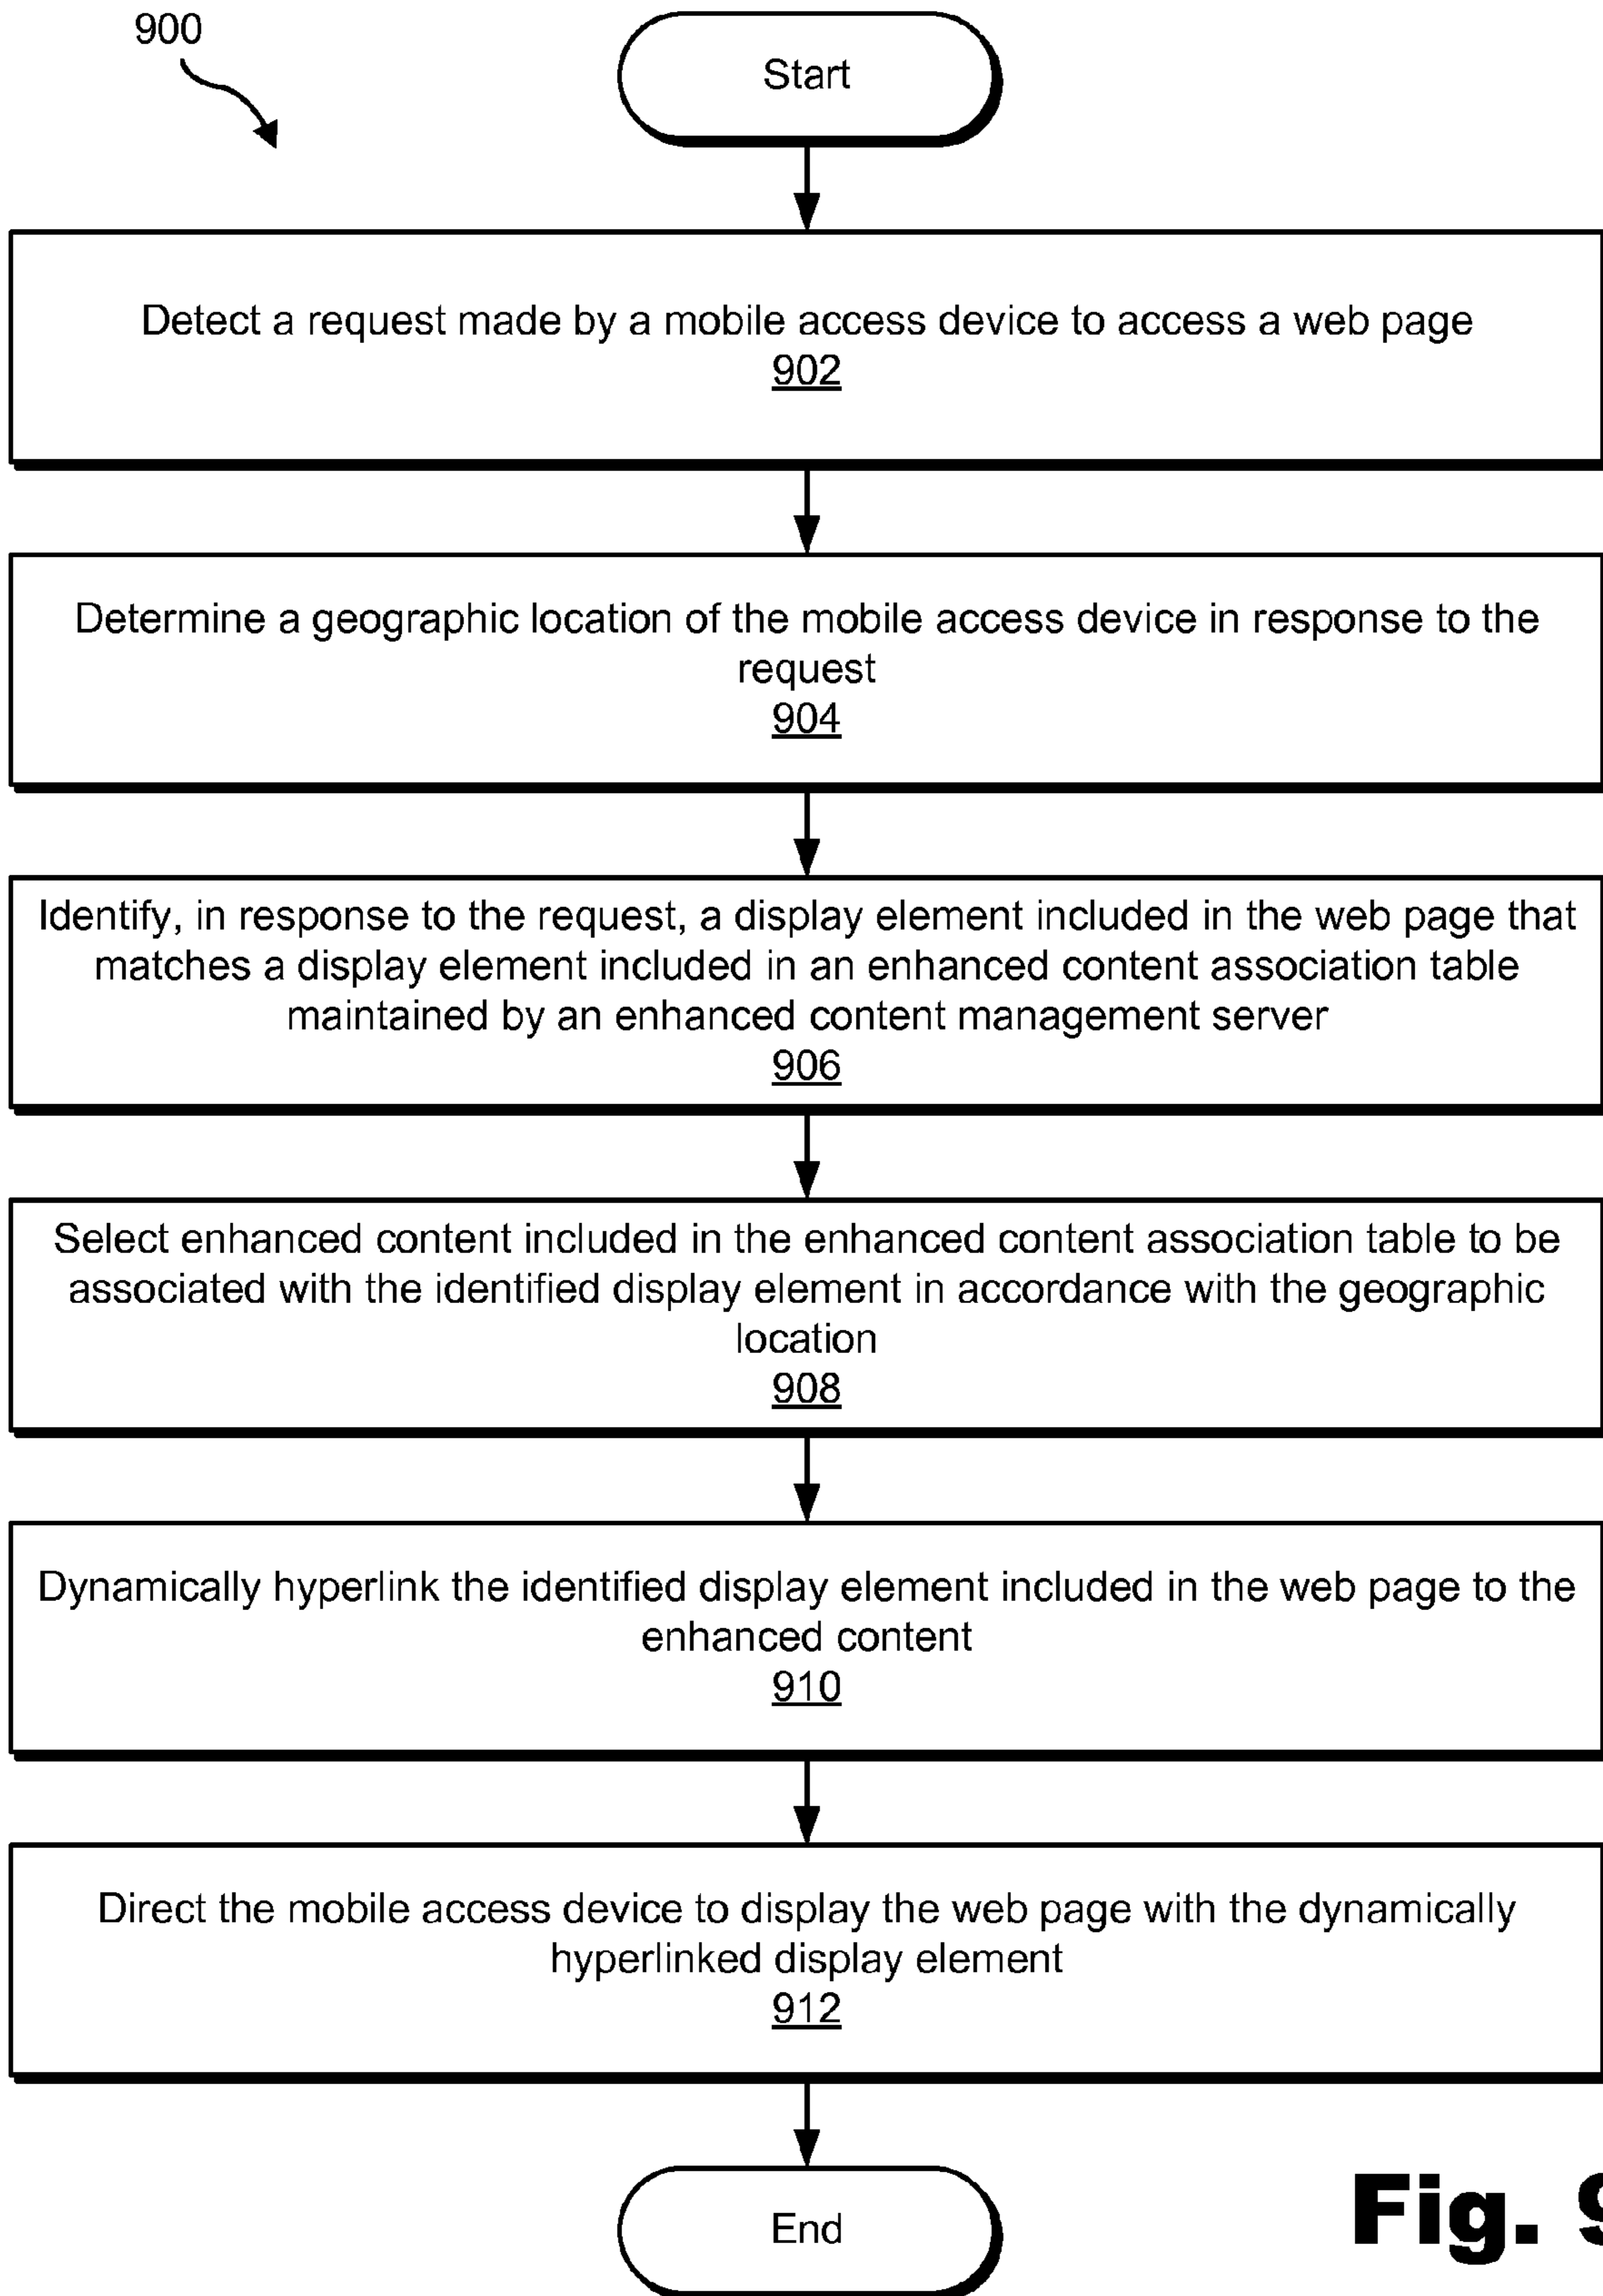 900
Start
Detect a request made by a mobile access device to access a web page
902
Determine a geographic location of the mobile access device in response to the
request
904
Identify, in response to the request, a display element included in the web page that
matches a display element included in an enhanced content association table
maintained by an enhanced content management server
906
Select enhanced content included in the enhanced content association table to be
associated with the identified display element in accordance with the geographic
location
908
Dynamically hyperlink the identified display element included in the web page to the
enhanced content
910
Direct the mobile access device to display the web page with the dynamically
hyperlinked display element
912
End
Fig. 9